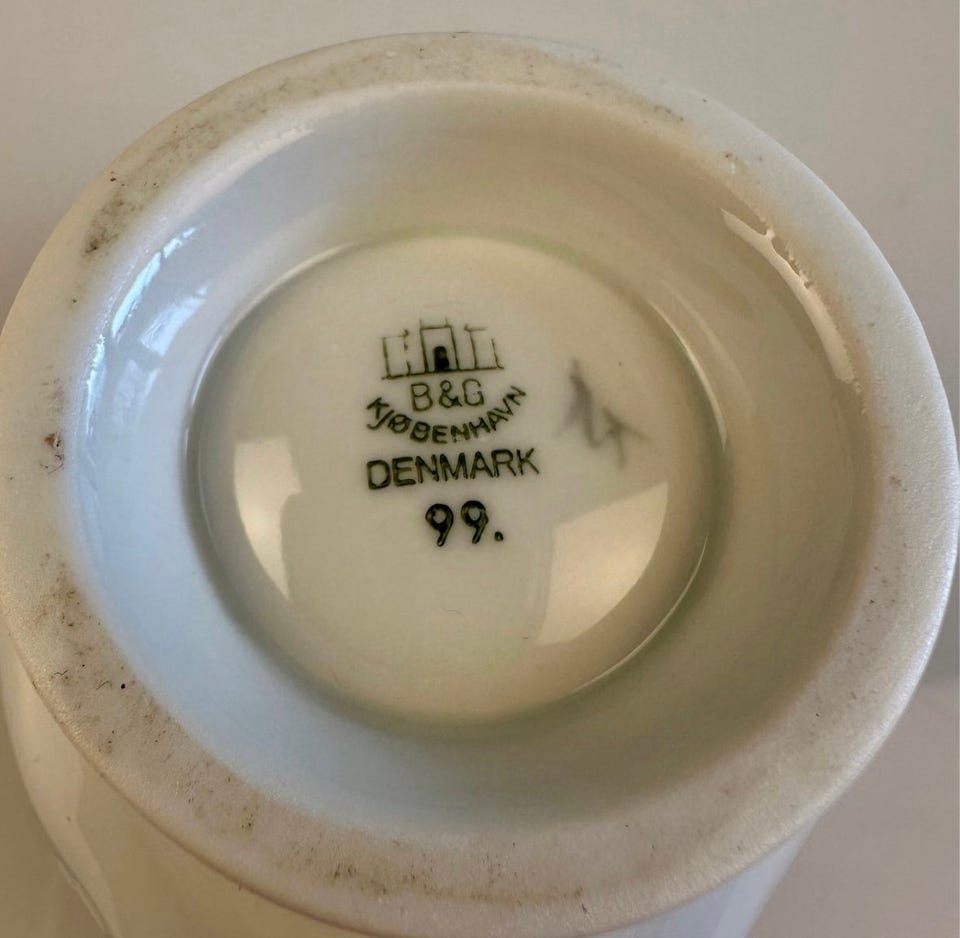 B&G
KJØBENHAVN
DENMARK
99.